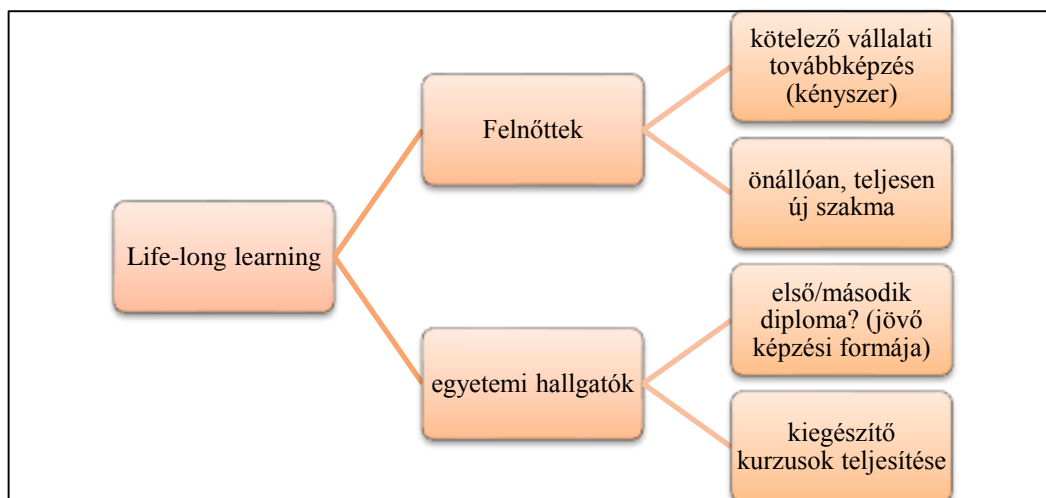 Life-long learning
Felnőttek
kötelező vállalati
továbbképzés
(kényszer)
önállóan, teljesen
új szakma
egyetemi hallgatók
első/második
diploma? (jövő
képzési formája)
kiegészítő
kurzusok teljesítése